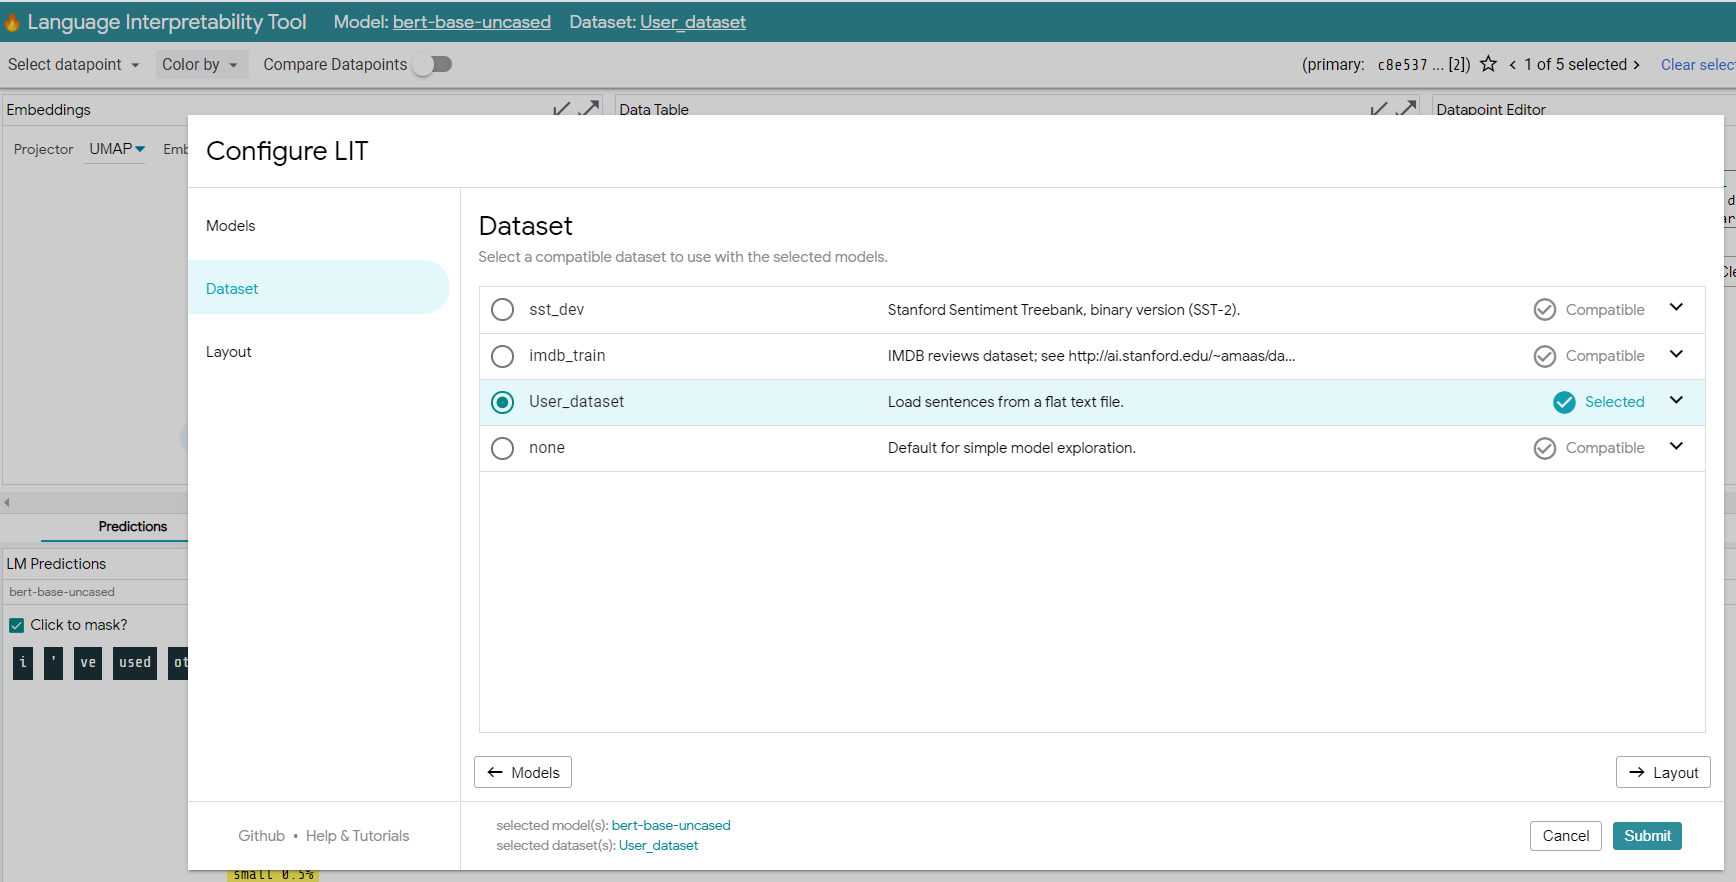 Language Interpretability Tool Model: bert-base-uncased Dataset: User_dataset
Select datapoint Color by Compare Datapoints (primary: c8e537 ... [2]) < 1 of 5 selected > Clear selec
Embeddings Data Table Datapoint Editor
Projector UMAP Emb
Configure LIT
Models
Dataset
Layout
Dataset
Select a compatible dataset to use with the selected models.
sst_dev Stanford Sentiment Treebank, binary version (SST-2). Compatible
imdb_train IMDB reviews dataset; see http://ai.stanford.edu/~amaas/da... Compatible
User_dataset Load sentences from a flat text file. Selected
none Default for simple model exploration. Compatible
← Models → Layout
Github • Help & Tutorials
selected model(s): bert-base-uncased
selected dataset(s): User_dataset
Cancel Submit
Predictions
LM Predictions
bert-base-uncased
Click to mask?
i ' ve used ot
small 0.5%